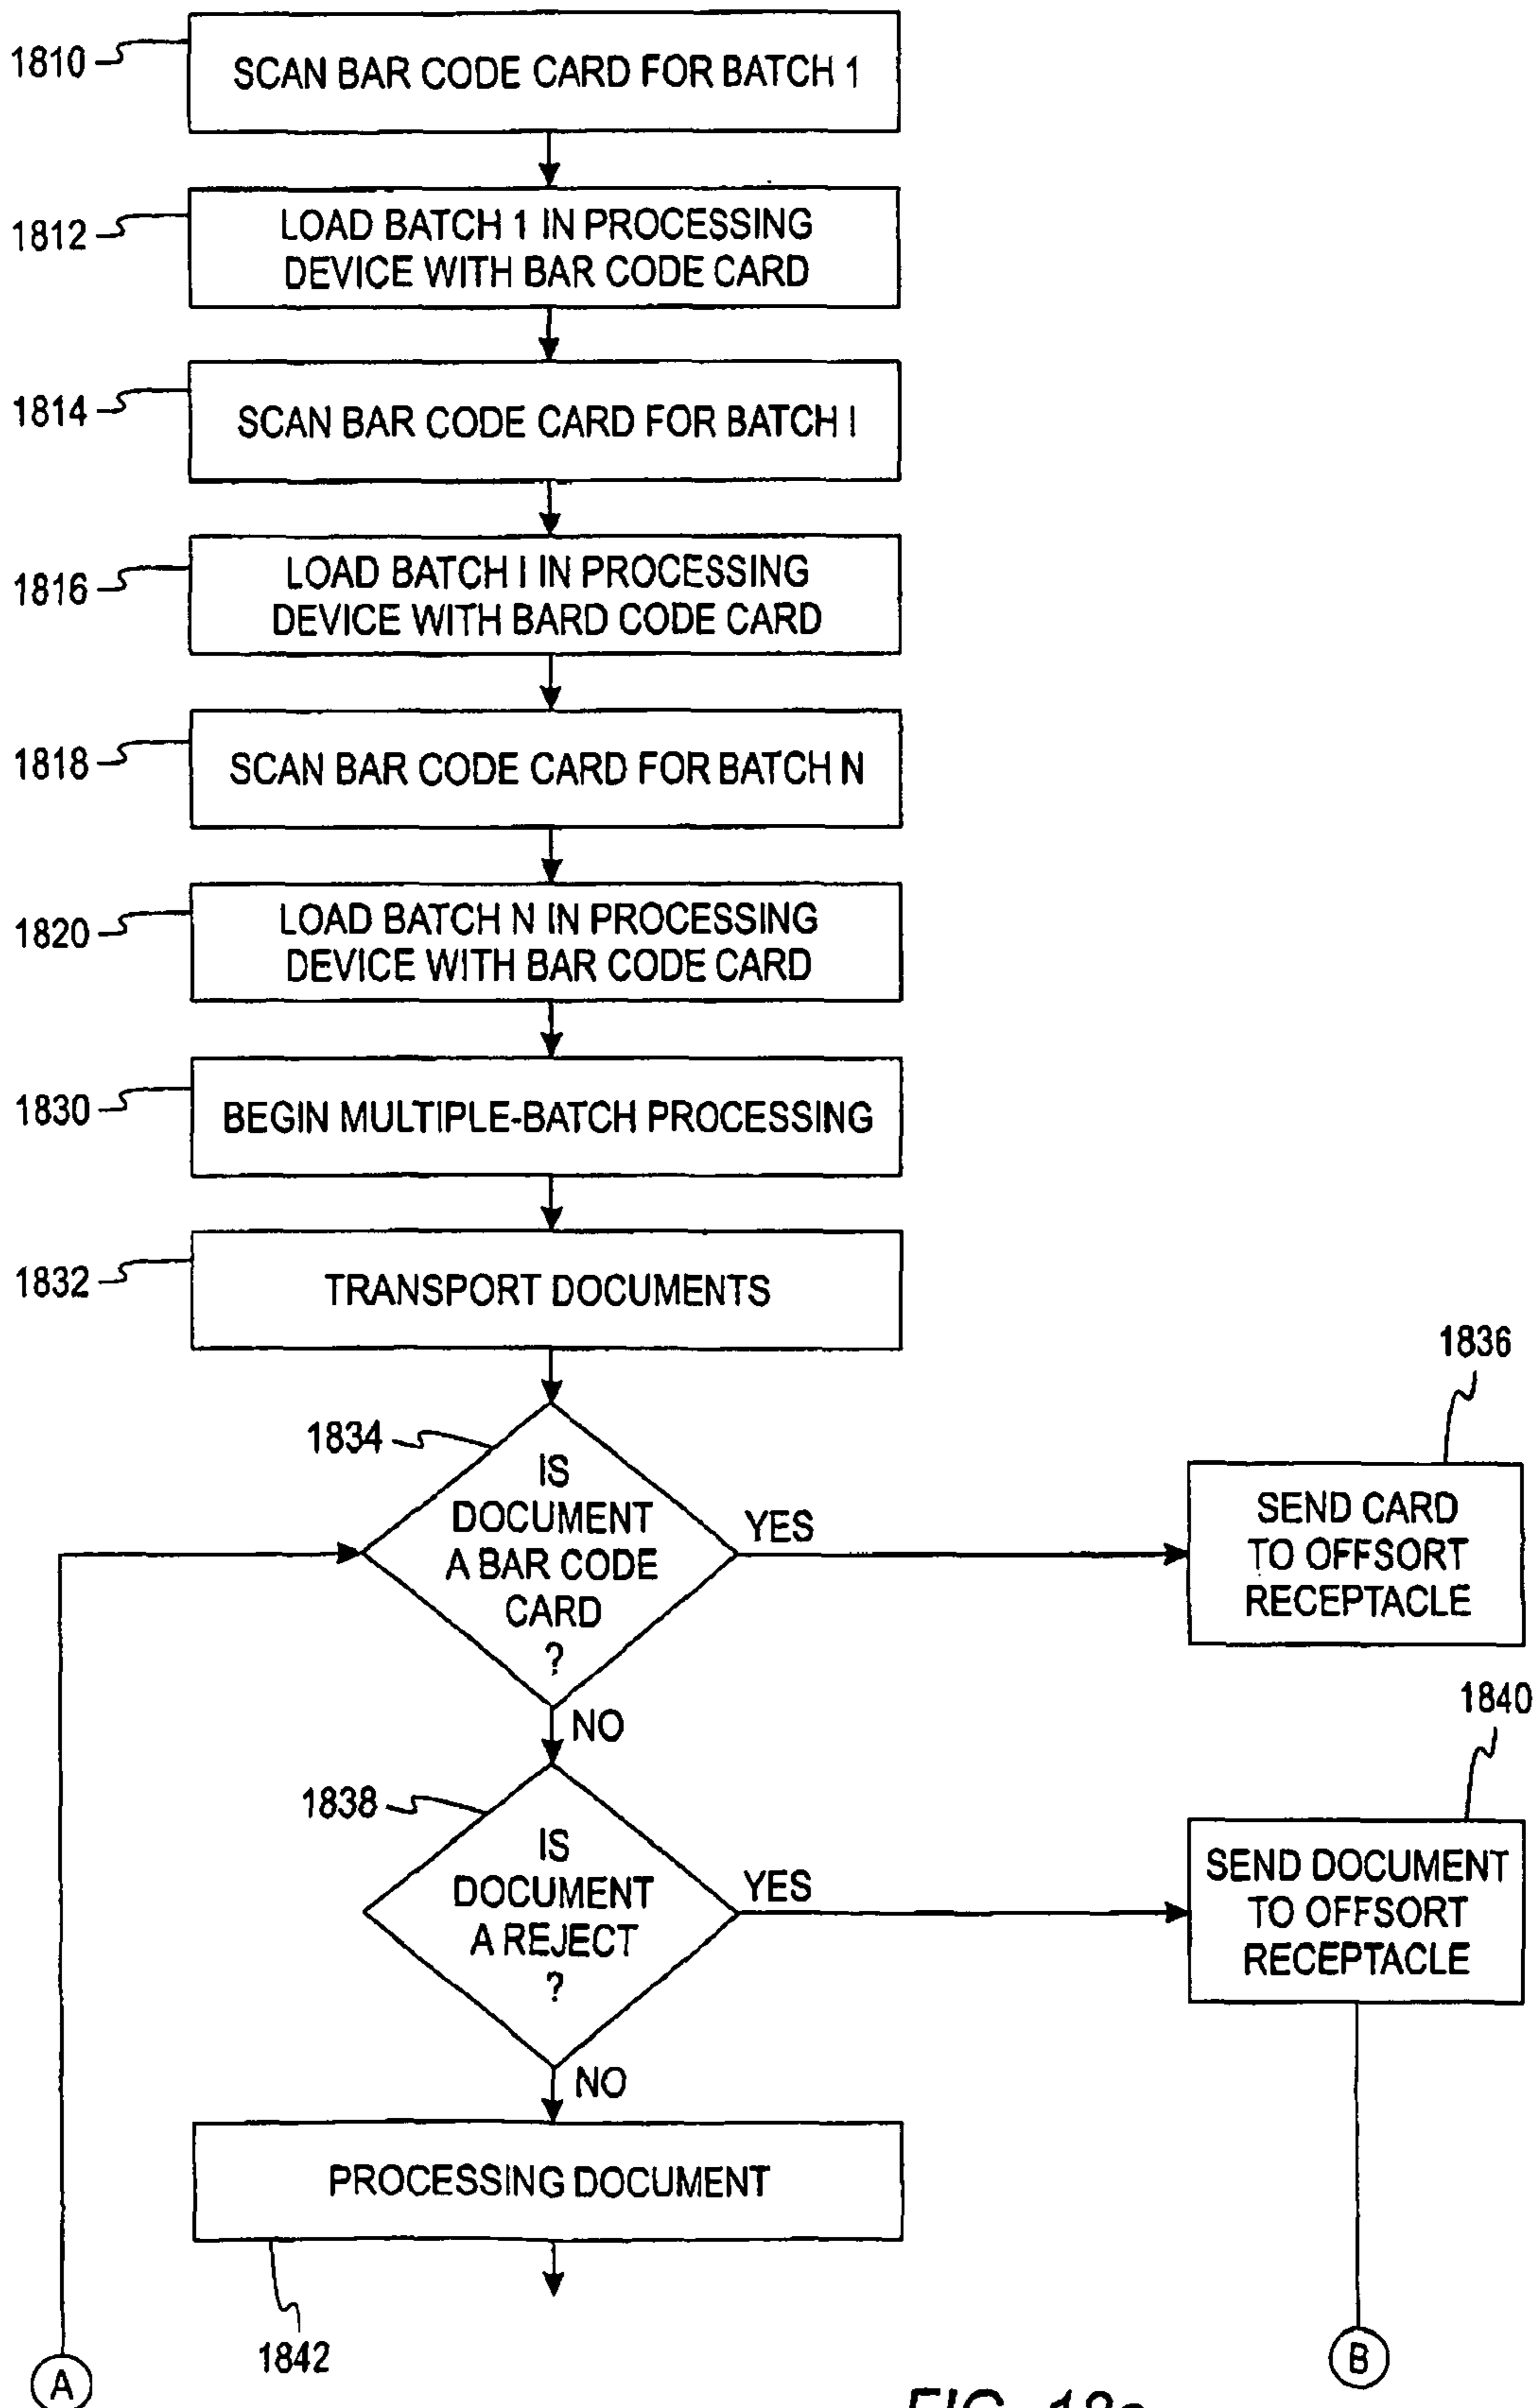 1810
SCAN BAR CODE CARD FOR BATCH 1
1812
LOAD BATCH 1 IN PROCESSING
DEVICE WITH BAR CODE CARD
1814
SCAN BAR CODE CARD FOR BATCH I
1816
LOAD BATCH I IN PROCESSING
DEVICE WITH BARD CODE CARD
1818
SCAN BAR CODE CARD FOR BATCH N
1820
LOAD BATCH N IN PROCESSING
DEVICE WITH BAR CODE CARD
1830
BEGIN MULTIPLE-BATCH PROCESSING
1832
TRANSPORT DOCUMENTS
1834
IS
DOCUMENT
A BAR CODE
CARD
?
YES
1836
SEND CARD
TO OFFSORT
RECEPTACLE
NO
1838
IS
DOCUMENT
A REJECT
?
YES
1840
SEND DOCUMENT
TO OFFSORT
RECEPTACLE
NO
PROCESSING DOCUMENT
1842
A
B
FIG. 18a